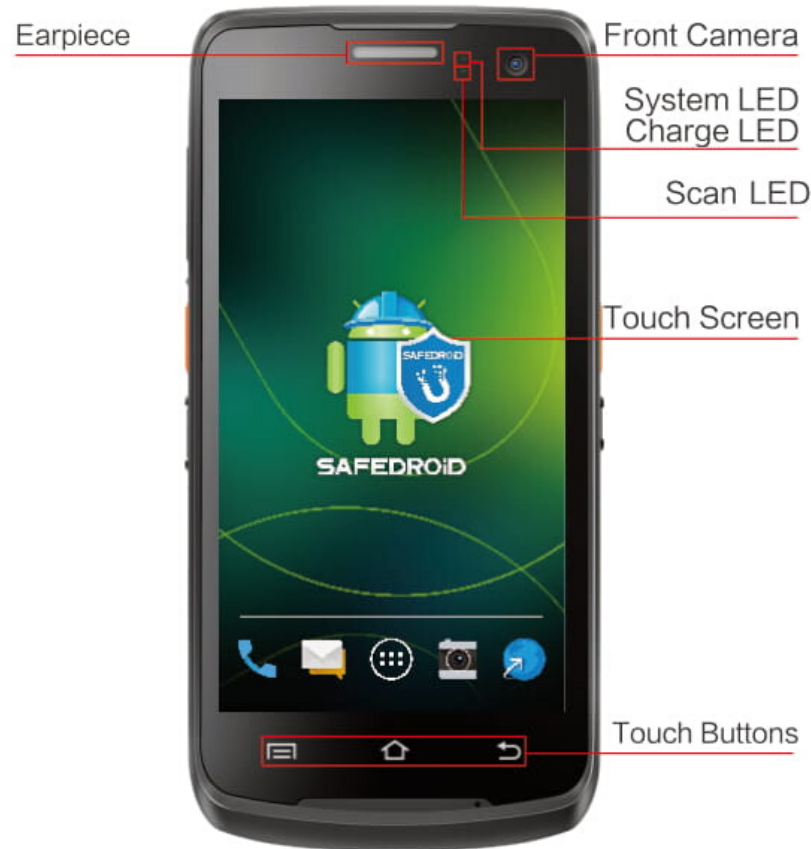 Earpiece
Front Camera
System LED
Charge LED
Scan LED
Touch Screen
SAFEDROiD
SAFEDROiD
Touch Buttons